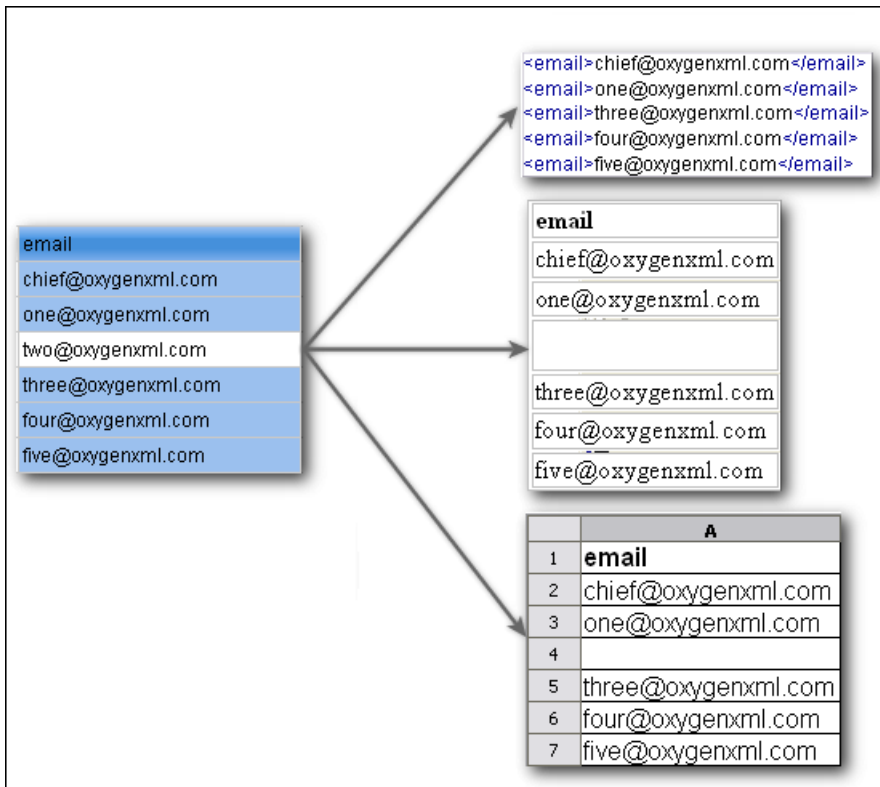 email
chief@oxygenxml.com
one@oxygenxml.com
two@oxygenxml.com
three@oxygenxml.com
four@oxygenxml.com
five@oxygenxml.com
<email>chief@oxygenxml.com</email>
<email>one@oxygenxml.com</email>
<email>three@oxygenxml.com</email>
<email>four@oxygenxml.com</email>
<email>five@oxygenxml.com</email>
email
chief@oxygenxml.com
one@oxygenxml.com
three@oxygenxml.com
four@oxygenxml.com
five@oxygenxml.com
A
1 email
2 chief@oxygenxml.com
3 one@oxygenxml.com
4
5 three@oxygenxml.com
6 four@oxygenxml.com
7 five@oxygenxml.com